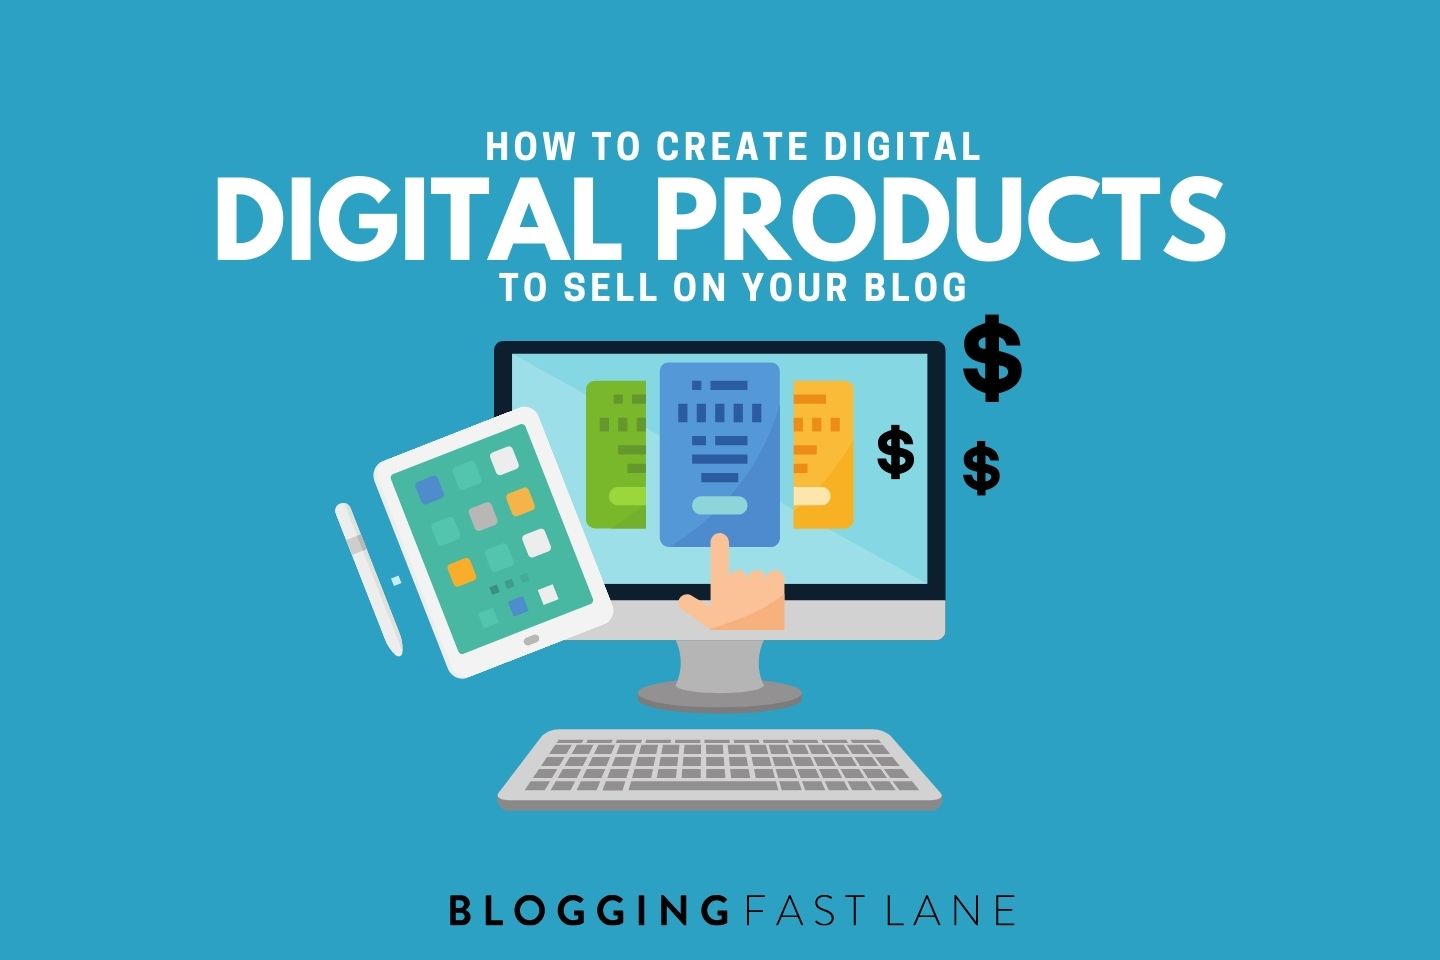 HOW TO CREATE DIGITAL
DIGITAL PRODUCTS
TO SELL ON YOUR BLOG
$
$
$
BLOGGING FAST LANE